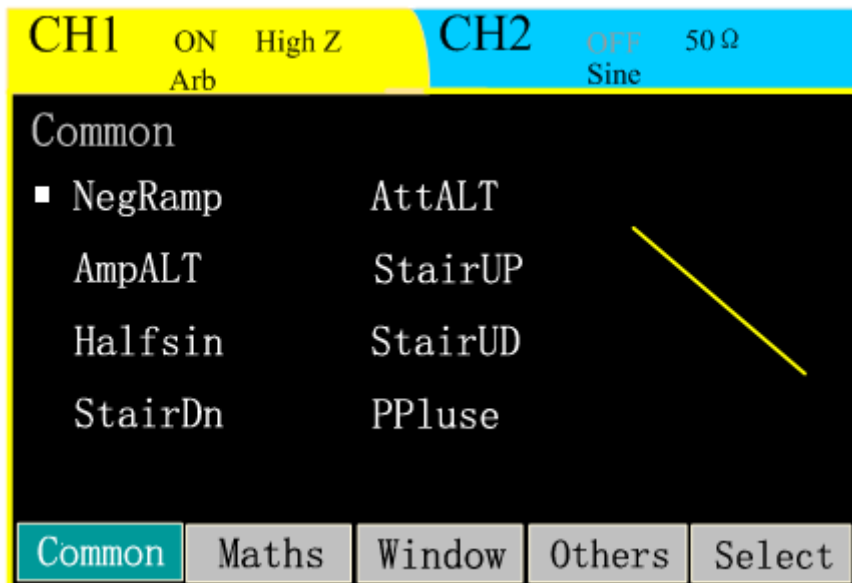 CH1 ON High Z CH2 OFF 50 Ω
Arb Sine
Common
NegRamp AttALT
AmpALT StairUP
Halfsin StairUD
StairDn PPluse
Common Maths Window Others Select